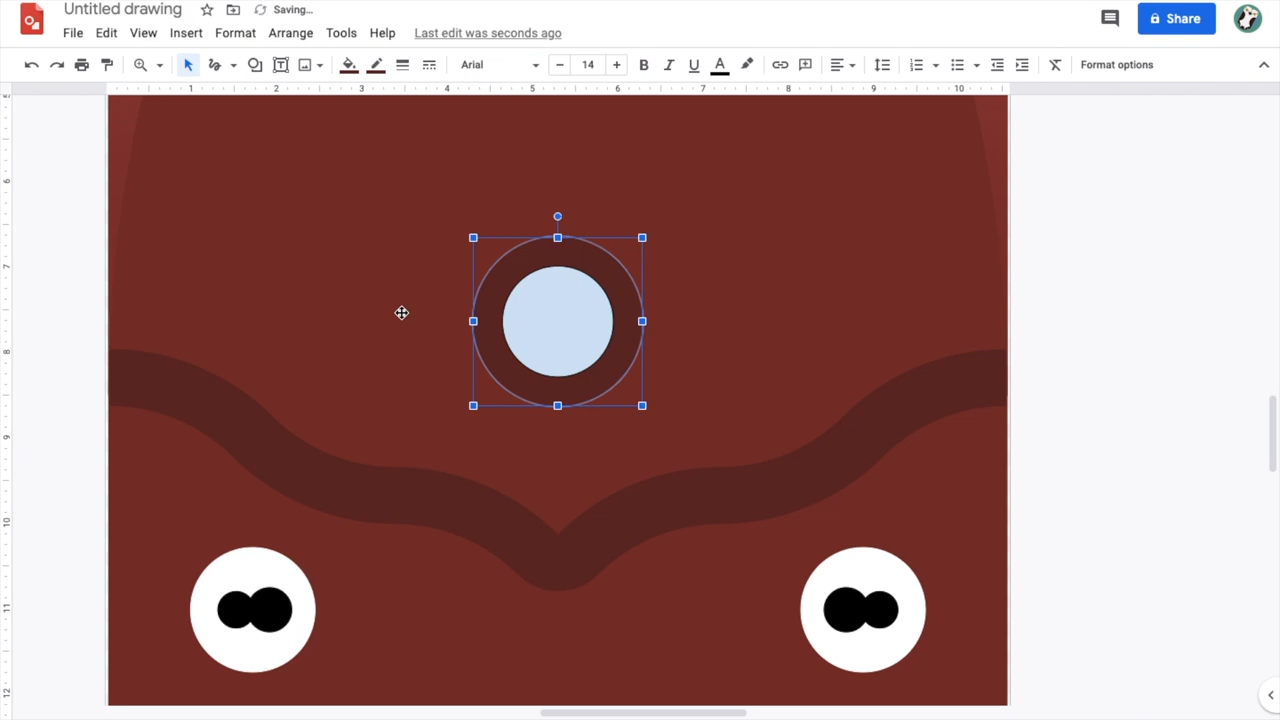 Untitled drawing Saving...
File Edit View Insert Format Arrange Tools Help Last edit was seconds ago Share
Arial 14 B I U A Format options
1 2 3 4 5 6 7 8 9 10
6
7
8
9
10
11
12